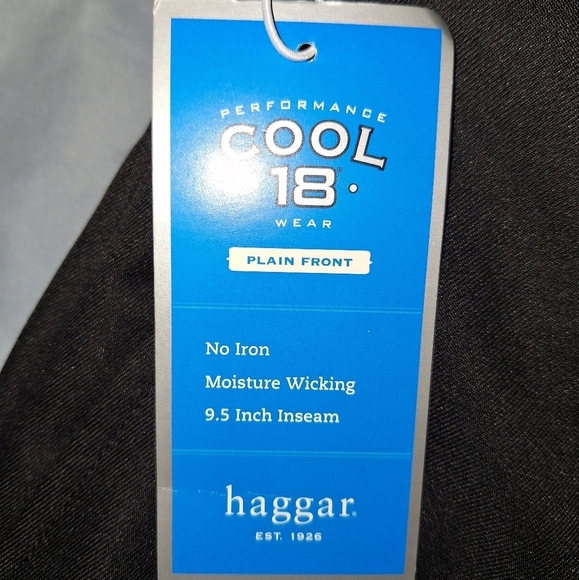 PERFORMANCE
COOL
18
WEAR
PLAIN FRONT
No Iron
Moisture Wicking
9.5 Inch Inseam
haggar.
EST. 1926